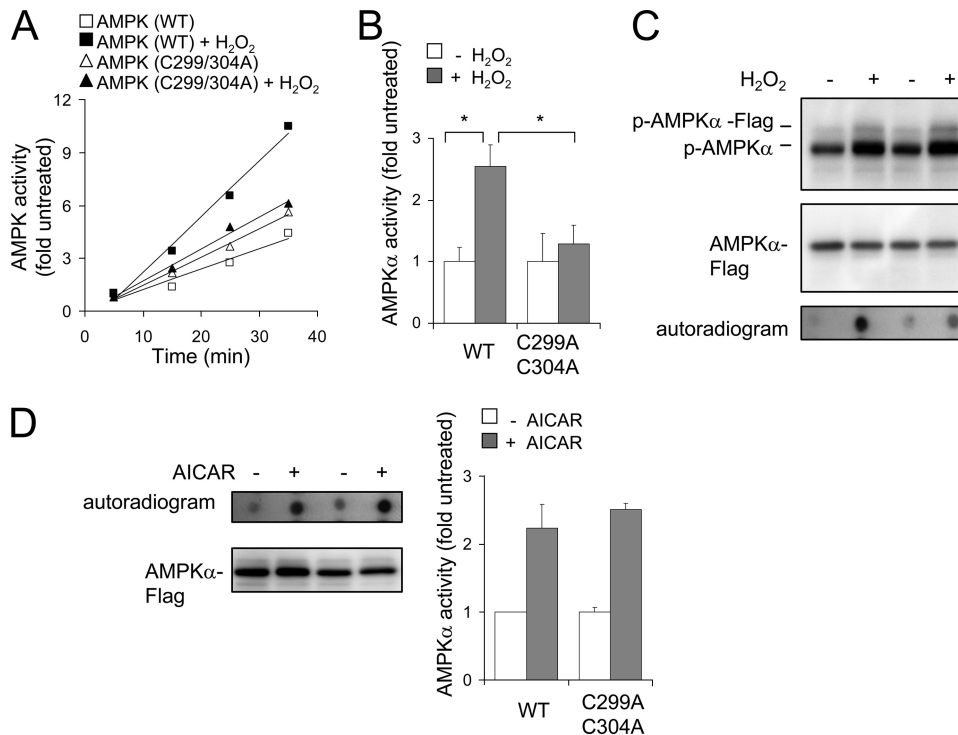 A
AMPK (WT)
AMPK (WT) + H₂O₂
AMPK (C299/304A)
AMPK (C299/304A) + H₂O₂
AMPK activity
(fold untreated)
12
9
6
3
0
0 10 20 30 40
Time (min)
B
- H₂O₂
+ H₂O₂
AMPKα activity (fold untreated)
3
2
1
0
* *
WT
C299A
C304A
C
H₂O₂ - + - +
p-AMPKα -Flag
p-AMPKα
AMPKα-
Flag
autoradiogram
D
AICAR - + - +
autoradiogram
AMPKα-
Flag
- AICAR
+ AICAR
AMPKα activity (fold untreated)
3
2
1
0
WT
C299A
C304A